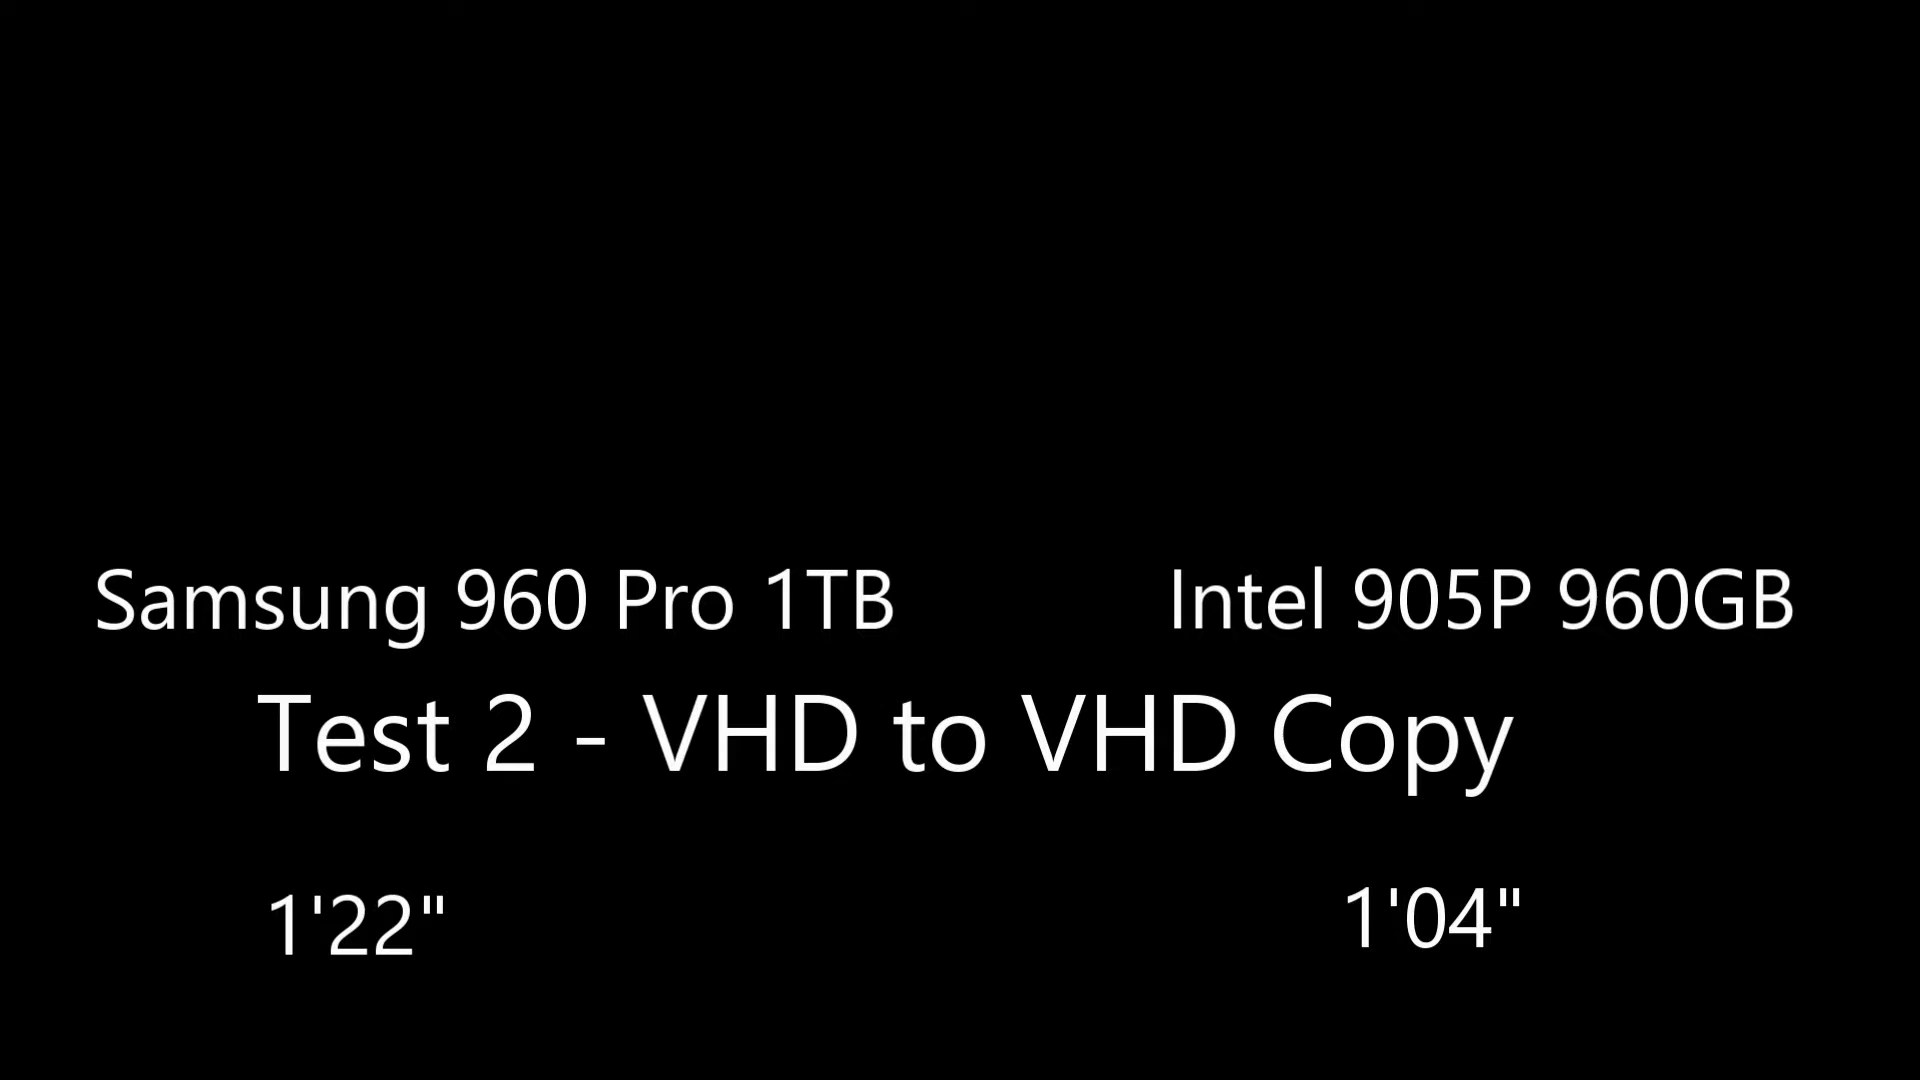 Samsung 960 Pro 1TB Intel 905P 960GB
Test 2 - VHD to VHD Copy
1'22" 1'04"